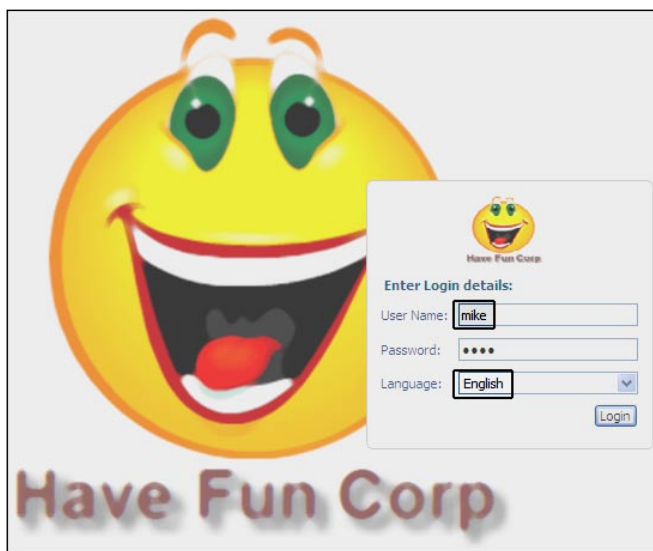 Have Fun Corp
Enter Login details:
User Name: mike
Password: ••••
Language: English
Login
Have Fun Corp